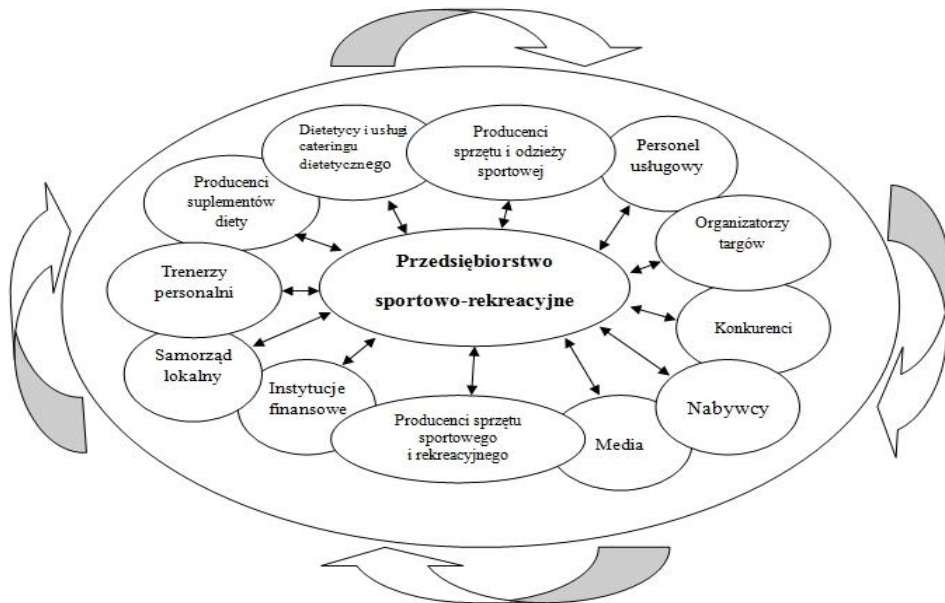 Dietetycy i usługi
cateringu
dietetycznego
Producenci
sprzętu i odzieży
sportowej
Personel
usługowy
Producenci
suplementów
diety
Organizatorzy
targów
Przedsiębiorstwo
sportowo-rekreacyjne
Trenerzy
personalni
Konkurenci
Samorząd
lokalny
Instytucje
finansowe
Producenci sprzętu
sportowego
i rekreacyjnego
Media
Nabywcy